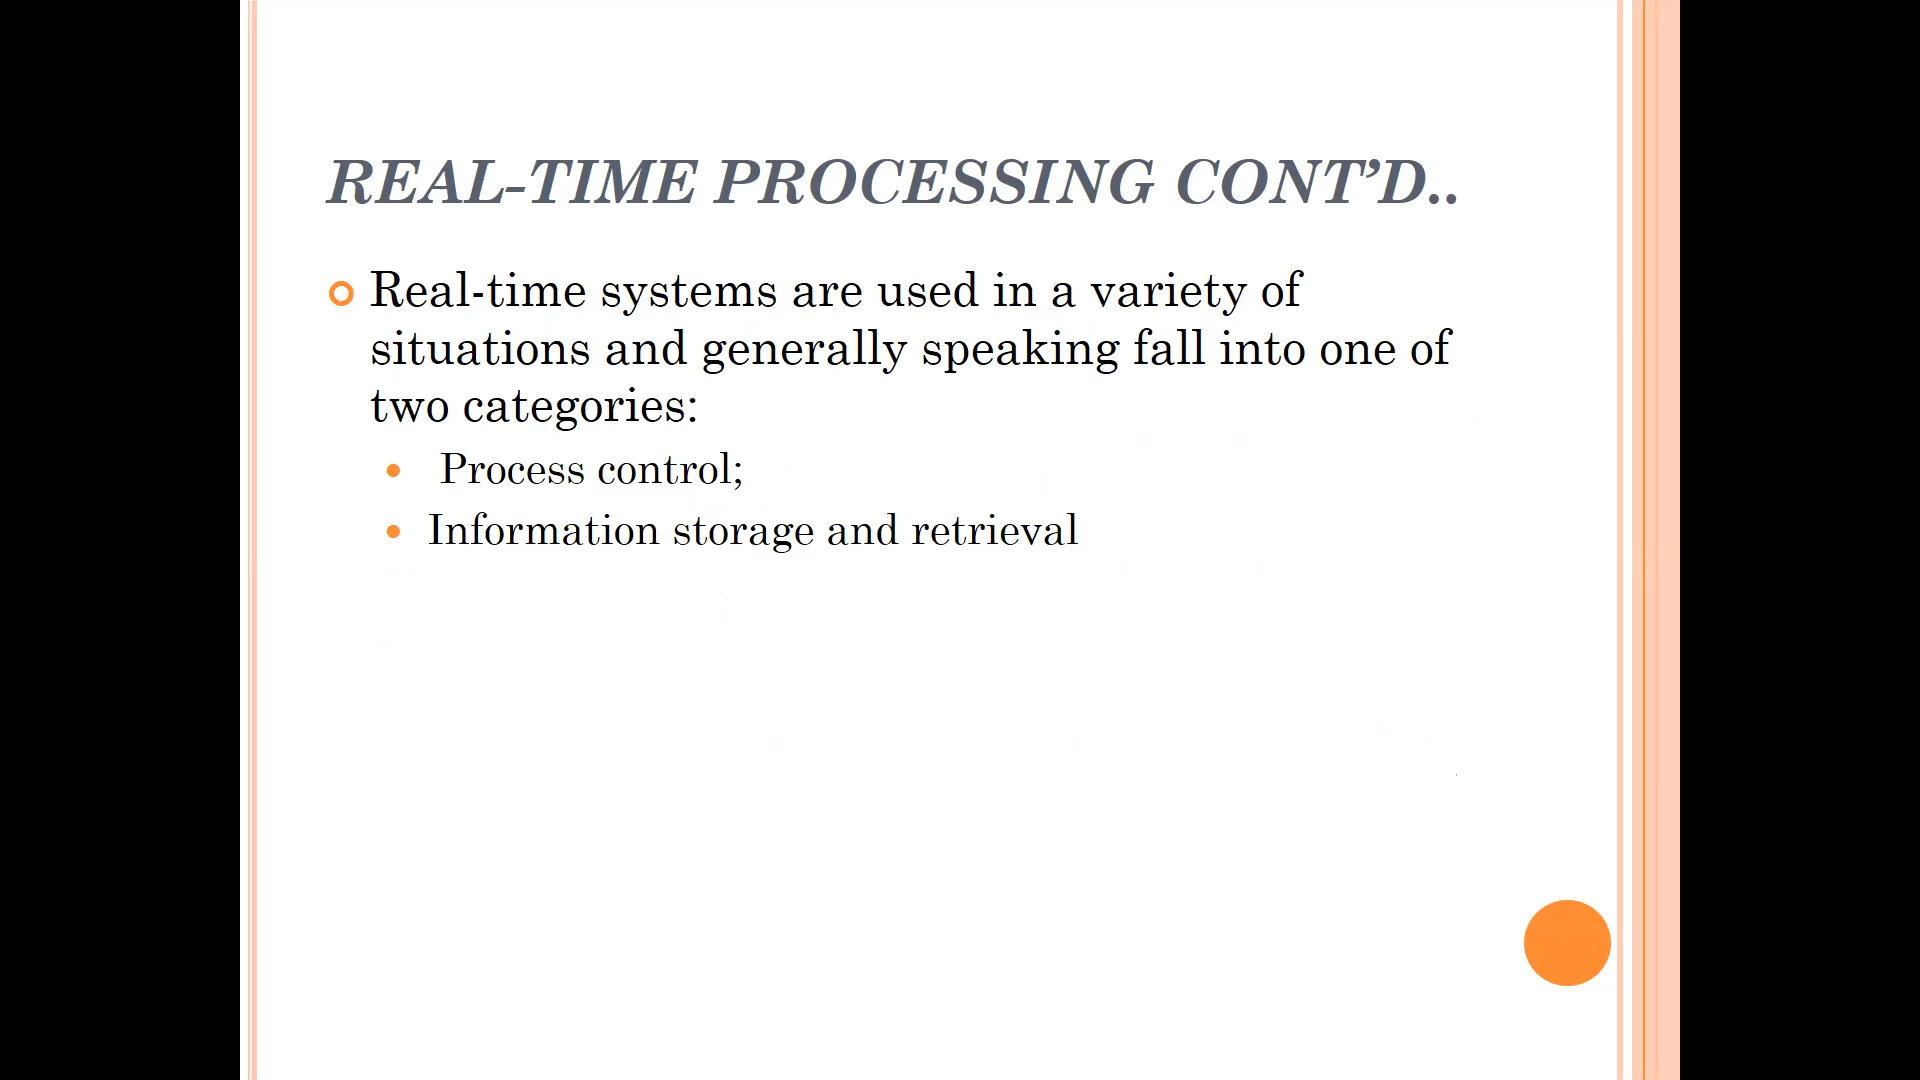 REAL-TIME PROCESSING CONT’D..
Real-time systems are used in a variety of
situations and generally speaking fall into one of
two categories:
Process control;
Information storage and retrieval